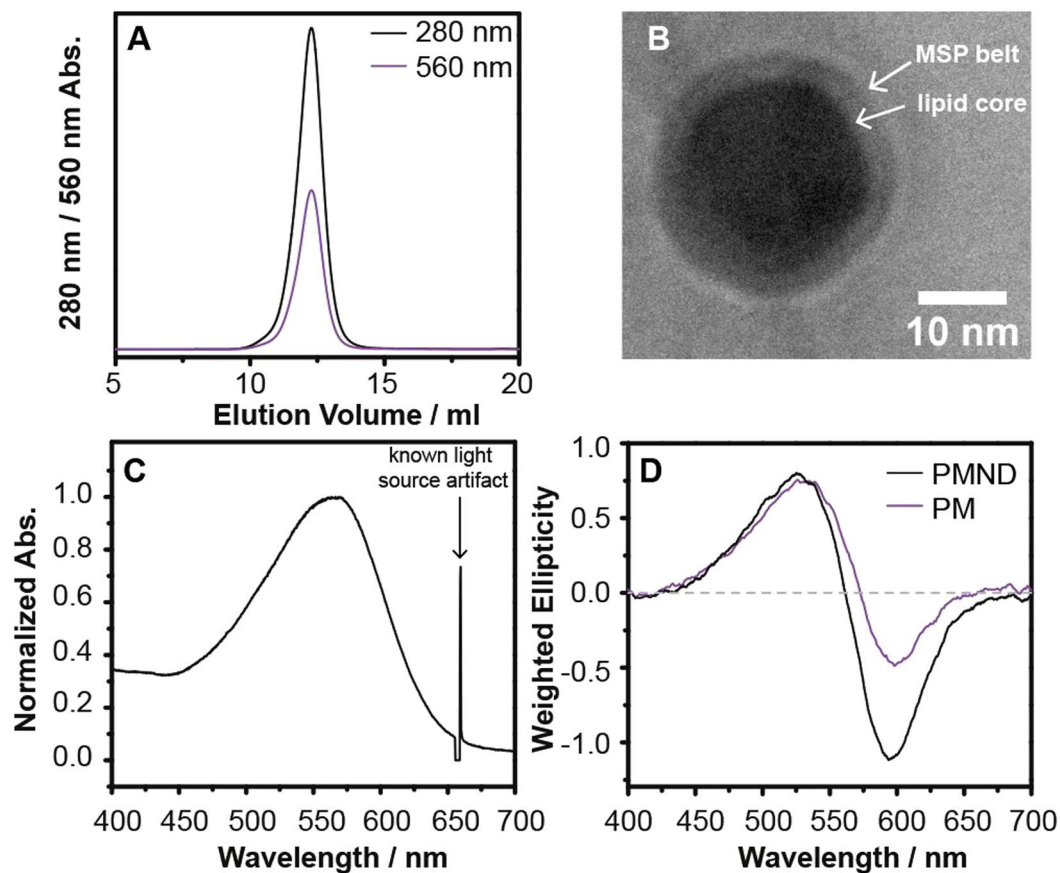 A
280 nm
560 nm
280 nm / 560 nm Abs.
5 10 15 20
Elution Volume / ml
B
MSP belt
lipid core
10 nm
C
known light
source artifact
Normalized Abs.
1.0
0.8
0.6
0.4
0.2
0.0
400 450 500 550 600 650 700
Wavelength / nm
D
PMND
PM
Weighted Ellipticity
1.0
0.5
0.0
-0.5
-1.0
400 450 500 550 600 650 700
Wavelength / nm